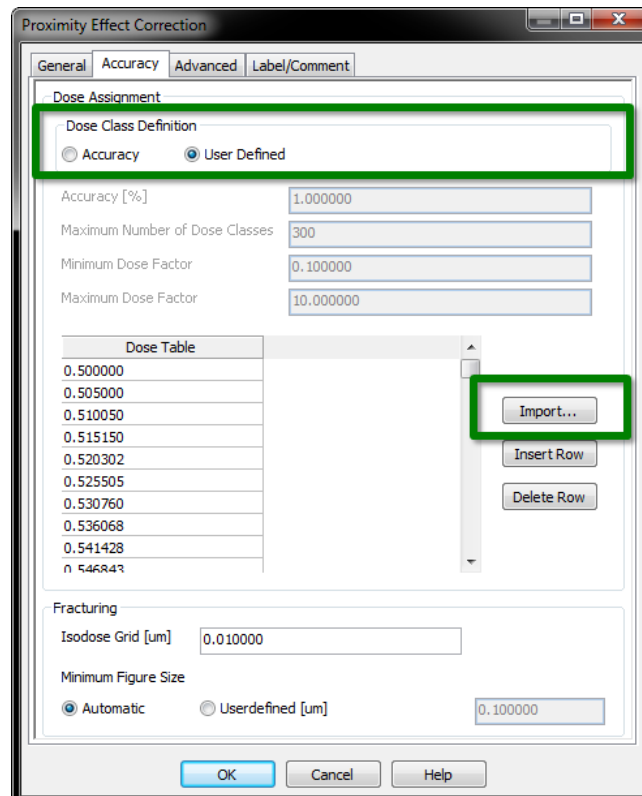 Proximity Effect Correction
General Accuracy Advanced Label/Comment
Dose Assignment
Dose Class Definition
Accuracy User Defined
Accuracy [%] 1.000000
Maximum Number of Dose Classes 300
Minimum Dose Factor 0.100000
Maximum Dose Factor 10.000000
Dose Table
0.500000
0.505000
0.510050
0.515150
0.520302
0.525505
0.530760
0.536068
0.541428
0.546843
Import...
Insert Row
Delete Row
Fracturing
Isodose Grid [um] 0.010000
Minimum Figure Size
Automatic Userdefined [um] 0.100000
OK Cancel Help